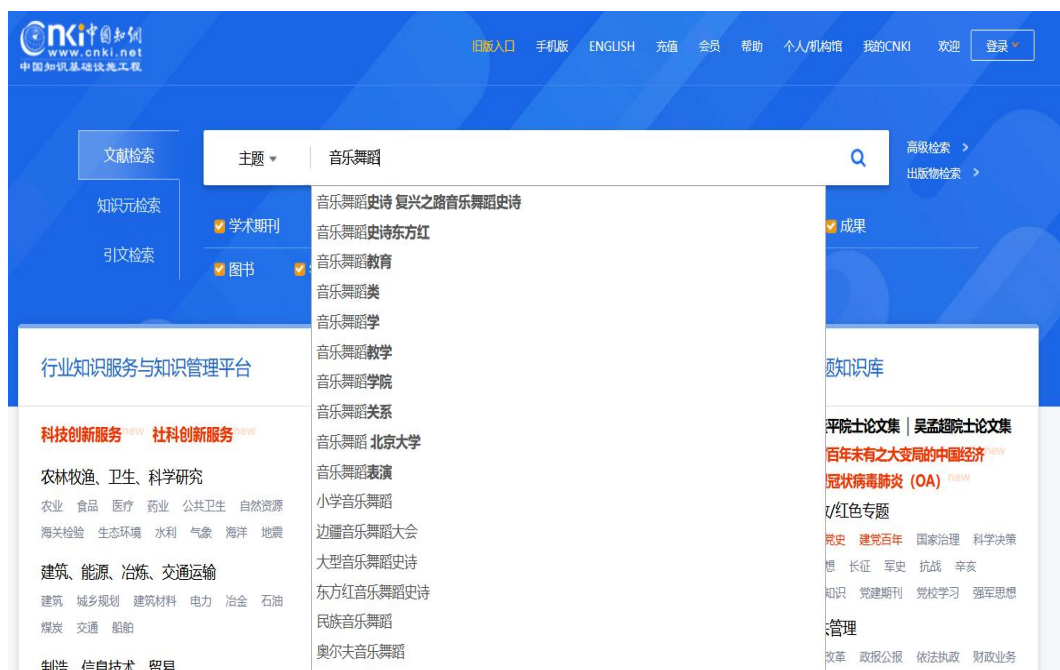 cnki中国知网
www.cnki.net
中国知识基础设施工程
旧版入口 手机版 ENGLISH 充值 会员 帮助 个人/机构馆 我的CNKI 欢迎 登录
文献检索
知识元检索
引文检索
主题 音乐舞蹈
高级检索 >
出版物检索 >
学术期刊
成果
图书
音乐舞蹈史诗 复兴之路音乐舞蹈史诗
音乐舞蹈史诗东方红
音乐舞蹈教育
音乐舞蹈类
音乐舞蹈学
音乐舞蹈教学
音乐舞蹈学院
音乐舞蹈关系
音乐舞蹈 北京大学
音乐舞蹈表演
小学音乐舞蹈
边疆音乐舞蹈大会
大型音乐舞蹈史诗
东方红音乐舞蹈史诗
民族音乐舞蹈
奥尔夫音乐舞蹈
行业知识服务与知识管理平台
科技创新服务 new 社科创新服务 new
农林牧渔、卫生、科学研究
农业 食品 医疗 药业 公共卫生 自然资源
海关检验 生态环境 水利 气象 海洋 地震
建筑、能源、冶炼、交通运输
建筑 城乡规划 建筑材料 电力 冶金 石油
煤炭 交通 船舶
制造、信息技术、贸易
知识库
平院士论文集 | 吴孟超院士论文集
百年未有之大变局的中国经济 new
冠状病毒肺炎（OA） new
/红色专题
党史 建党百年 国家治理 科学决策
想 长征 军史 抗战 辛亥
知识 党建期刊 党校学习 强军思想
管理
改革 政报公报 依法执政 财政业务